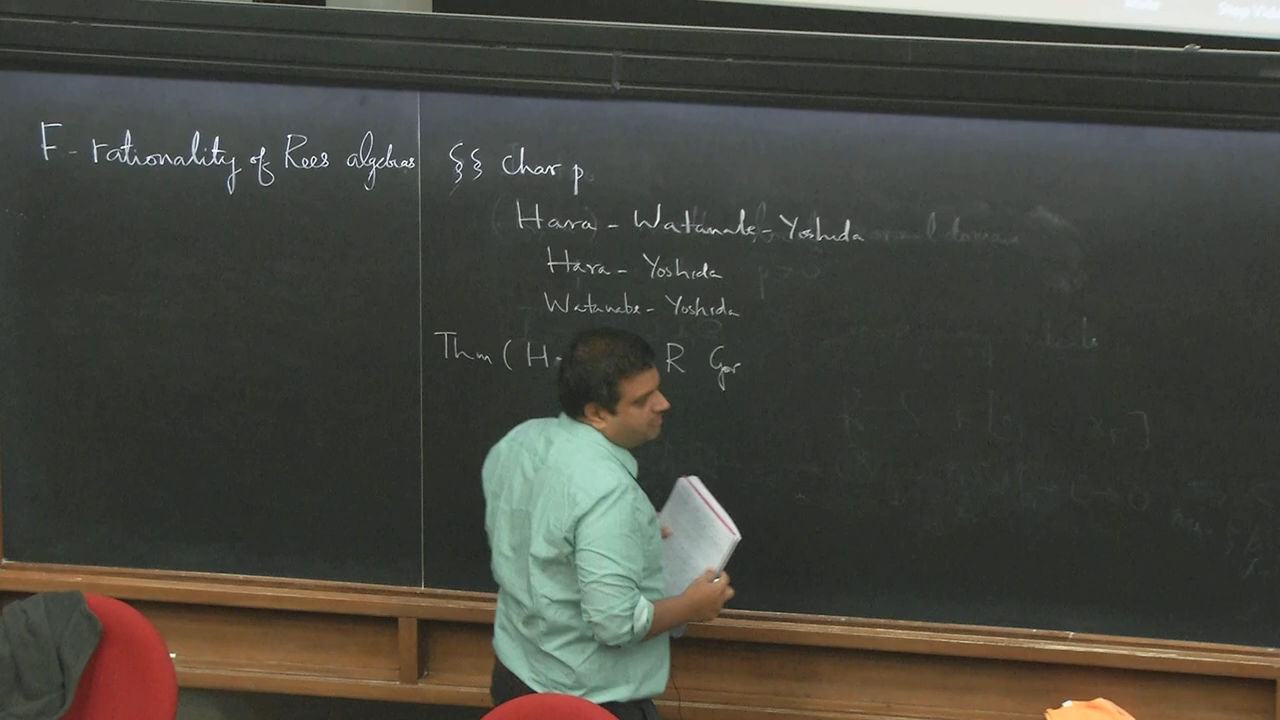 F-rationality of Rees algebras
§§ char p
Hara - Watanabe - Yoshida
Hara - Yoshida
Watanabe - Yoshida
Thm ( H R Gor